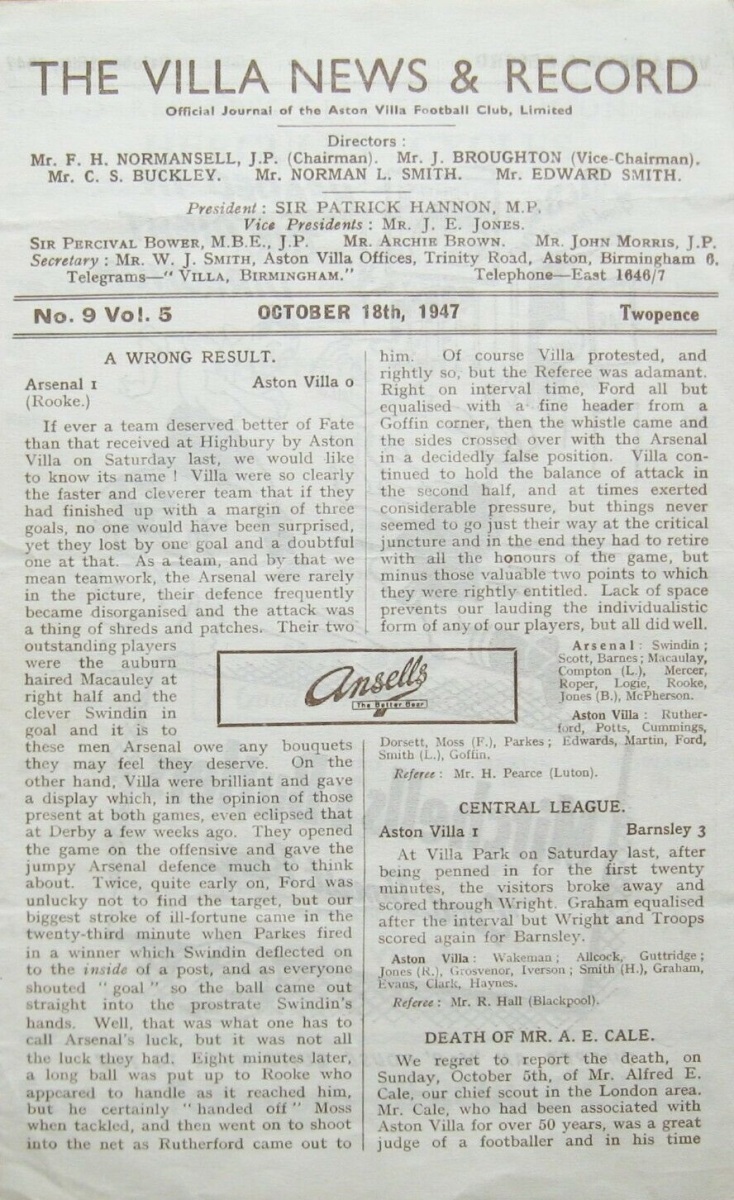 THE VILLA NEWS & RECORD
Official Journal of the Aston Villa Football Club, Limited
Directors :
Mr. F. H. NORMANSELL, J.P. (Chairman). Mr. J. BROUGHTON (Vice-Chairman).
Mr. C. S. BUCKLEY. Mr. NORMAN L. SMITH. Mr. EDWARD SMITH.
President : SIR PATRICK HANNON, M.P.
Vice Presidents : MR. J. E. JONES.
SIR PERCIVAL BOWER, M.B.E., J.P. MR. ARCHIE BROWN. MR. JOHN MORRIS, J.P.
Secretary : MR. W. J. SMITH, Aston Villa Offices, Trinity Road, Aston, Birmingham 6.
Telegrams—"VILLA, BIRMINGHAM." Telephone—East 1646/7
No. 9 Vol. 5 OCTOBER 18th, 1947 Twopence
A WRONG RESULT.
Arsenal 1 Aston Villa 0
(Rooke.)
If ever a team deserved better of Fate
than that received at Highbury by Aston
Villa on Saturday last, we would like
to know its name ! Villa were so clearly
the faster and cleverer team that if they
had finished up with a margin of three
goals, no one would have been surprised,
yet they lost by one goal and a doubtful
one at that. As a team, and by that we
mean teamwork, the Arsenal were rarely
in the picture, their defence frequently
became disorganised and the attack was
a thing of shreds and patches. Their two
outstanding players
were the auburn
haired Macauley at
right half and the
clever Swindin in
goal and it is to
these men Arsenal owe any bouquets
they may feel they deserve. On the
other hand, Villa were brilliant and gave
a display which, in the opinion of those
present at both games, even eclipsed that
at Derby a few weeks ago. They opened
the game on the offensive and gave the
jumpy Arsenal defence much to think
about. Twice, quite early on, Ford was
unlucky not to find the target, but our
biggest stroke of ill-fortune came in the
twenty-third minute when Parkes fired
in a winner which Swindin deflected on
to the inside of a post, and as everyone
shouted "goal" so the ball came out
straight into the prostrate Swindin's
hands. Well, that was what one has to
call Arsenal's luck, but it was not all
the luck they had. Eight minutes later,
a long ball was put up to Rooke who
appeared to handle as it reached him,
but he certainly "handed off" Moss
when tackled, and then went on to shoot
into the net as Rutherford came out to
him. Of course Villa protested, and
rightly so, but the Referee was adamant.
Right on interval time, Ford all but
equalised with a fine header from a
Goffin corner, then the whistle came and
the sides crossed over with the Arsenal
in a decidedly false position. Villa con-
tinued to hold the balance of attack in
the second half, and at times exerted
considerable pressure, but things never
seemed to go just their way at the critical
juncture and in the end they had to retire
with all the honours of the game, but
minus those valuable two points to which
they were rightly entitled. Lack of space
prevents our lauding the individualistic
form of any of our players, but all did well.
Ansells
The Better Beer
Arsenal : Swindin ;
Scott, Barnes ; Macaulay,
Compton (L.), Mercer,
Roper, Logie, Rooke,
Jones (B.), McPherson.
Aston Villa : Ruther-
ford, Potts, Cummings,
Dorsett, Moss (F.), Parkes ; Edwards, Martin, Ford,
Smith (L.), Goffin.
Referee : Mr. H. Pearce (Luton).
CENTRAL LEAGUE.
Aston Villa 1 Barnsley 3
At Villa Park on Saturday last, after
being penned in for the first twenty
minutes, the visitors broke away and
scored through Wright. Graham equalised
after the interval but Wright and Troops
scored again for Barnsley.
Aston Villa : Wakeman ; Allcock, Guttridge ;
Jones (R.), Grosvenor, Iverson ; Smith (H.), Graham,
Evans, Clark, Haynes.
Referee : Mr. R. Hall (Blackpool).
DEATH OF MR. A. E. CALE.
We regret to report the death, on
Sunday, October 5th, of Mr. Alfred E.
Cale, our chief scout in the London area.
Mr. Cale, who had been associated with
Aston Villa for over 50 years, was a great
judge of a footballer and in his time